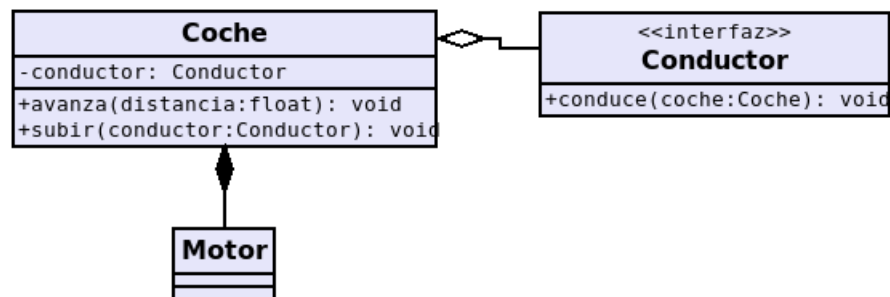 Coche
-conductor: Conductor
+avanza(distancia:float): void
+subir(conductor:Conductor): void
<<interfaz>>
Conductor
+conduce(coche:Coche): void
Motor